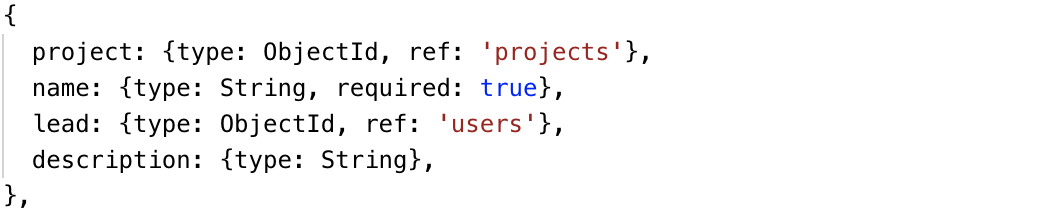 {
  project: {type: ObjectId, ref: 'projects'},
  name: {type: String, required: true},
  lead: {type: ObjectId, ref: 'users'},
  description: {type: String},
},